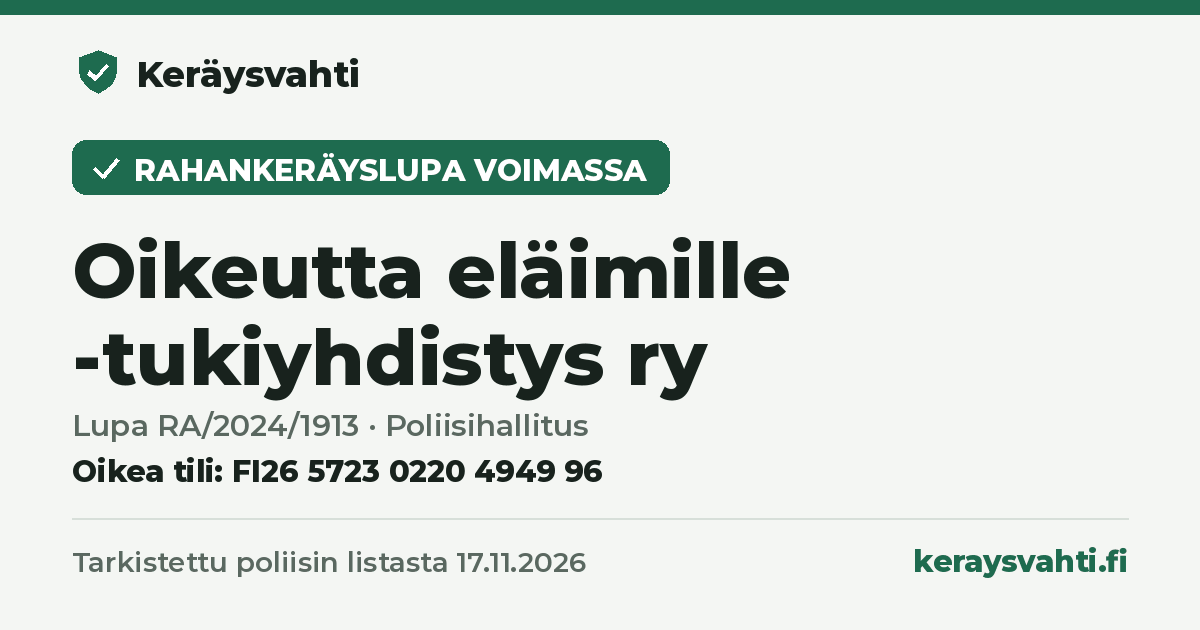 Keräysvahti
RAHANKERÄYSLUPA VOIMASSA
Oikeutta eläimille
-tukiyhdistys ry
Lupa RA/2024/1913 · Poliisihallitus
Oikea tili: FI26 5723 0220 4949 96
Tarkistettu poliisin listasta 17.11.2026
keraysvahti.fi